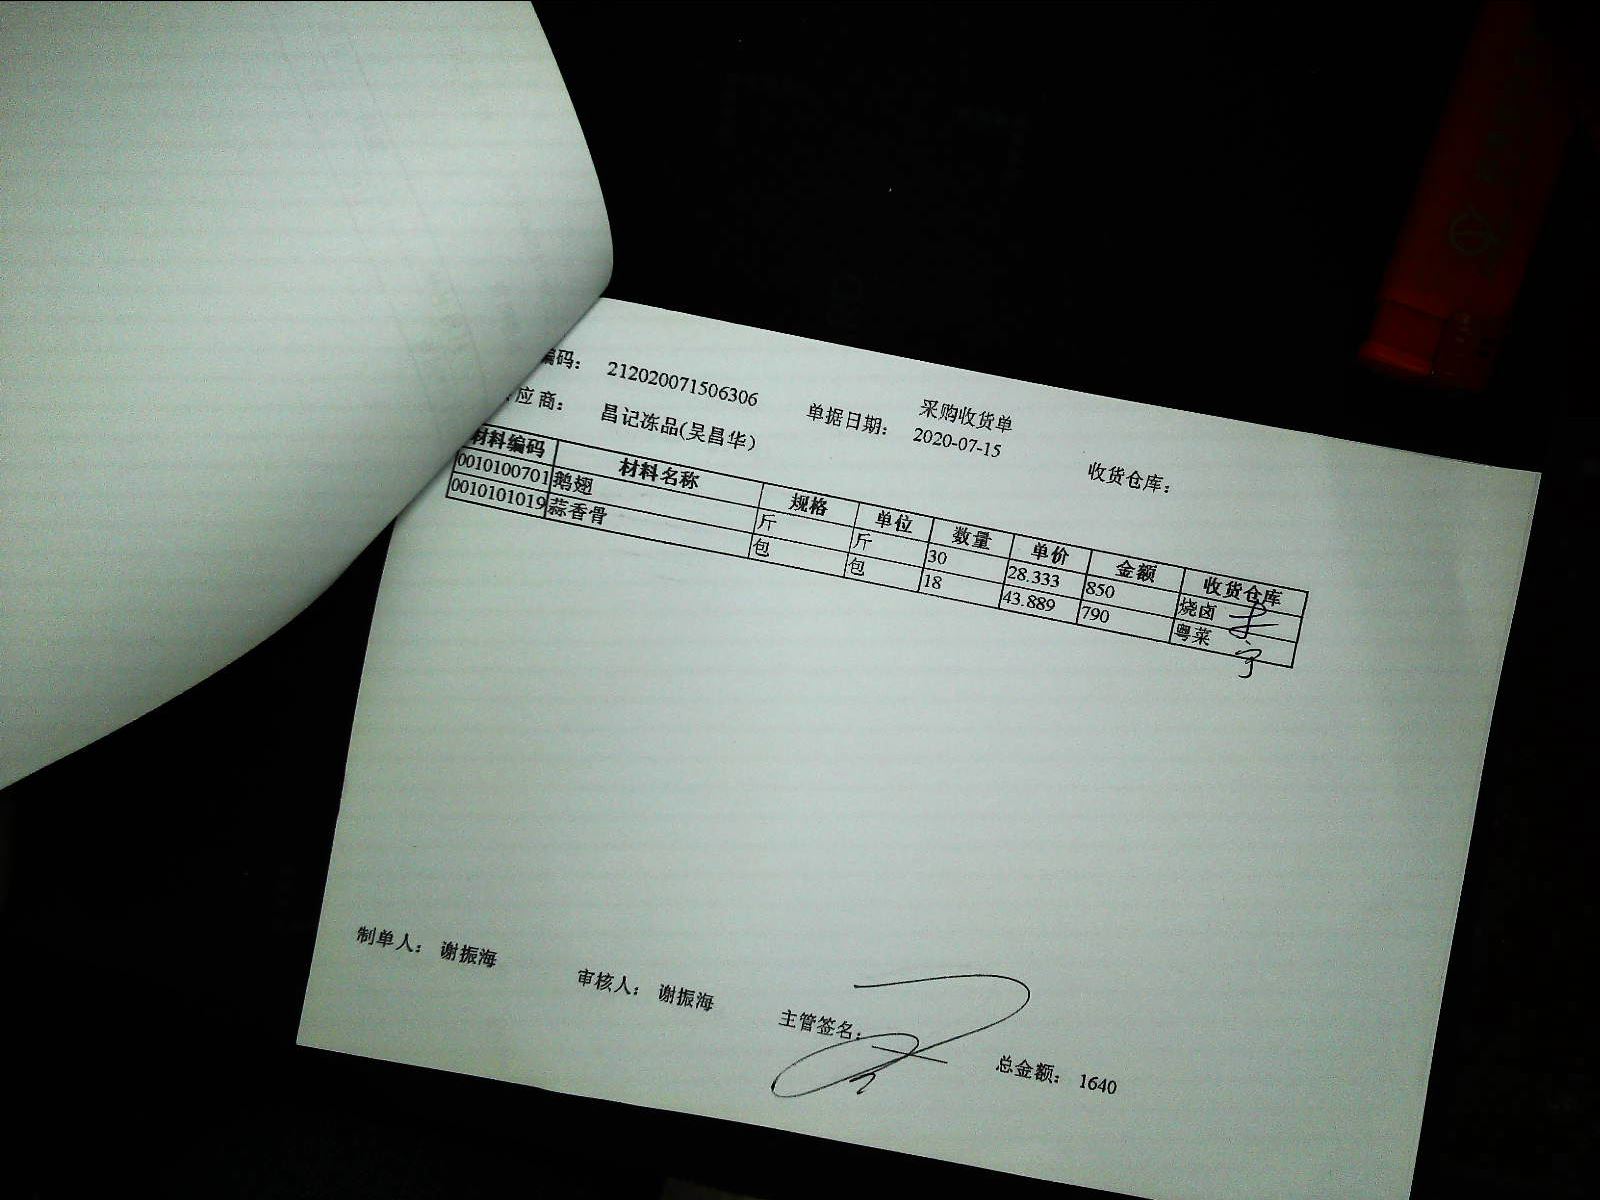 采购收货单
编码： 212020071506306 单据日期： 2020-07-15 收货仓库：
应商： 昌记冻品(吴昌华)
材料编码 材料名称 规格 单位 数量 单价 金额 收货仓库
0010100701 鹅翅 斤 斤 30 28.333 850 烧卤
0010101019 蒜香骨 包 包 18 43.889 790 粤菜
制单人： 谢振海 审核人： 谢振海 主管签名： 总金额： 1640